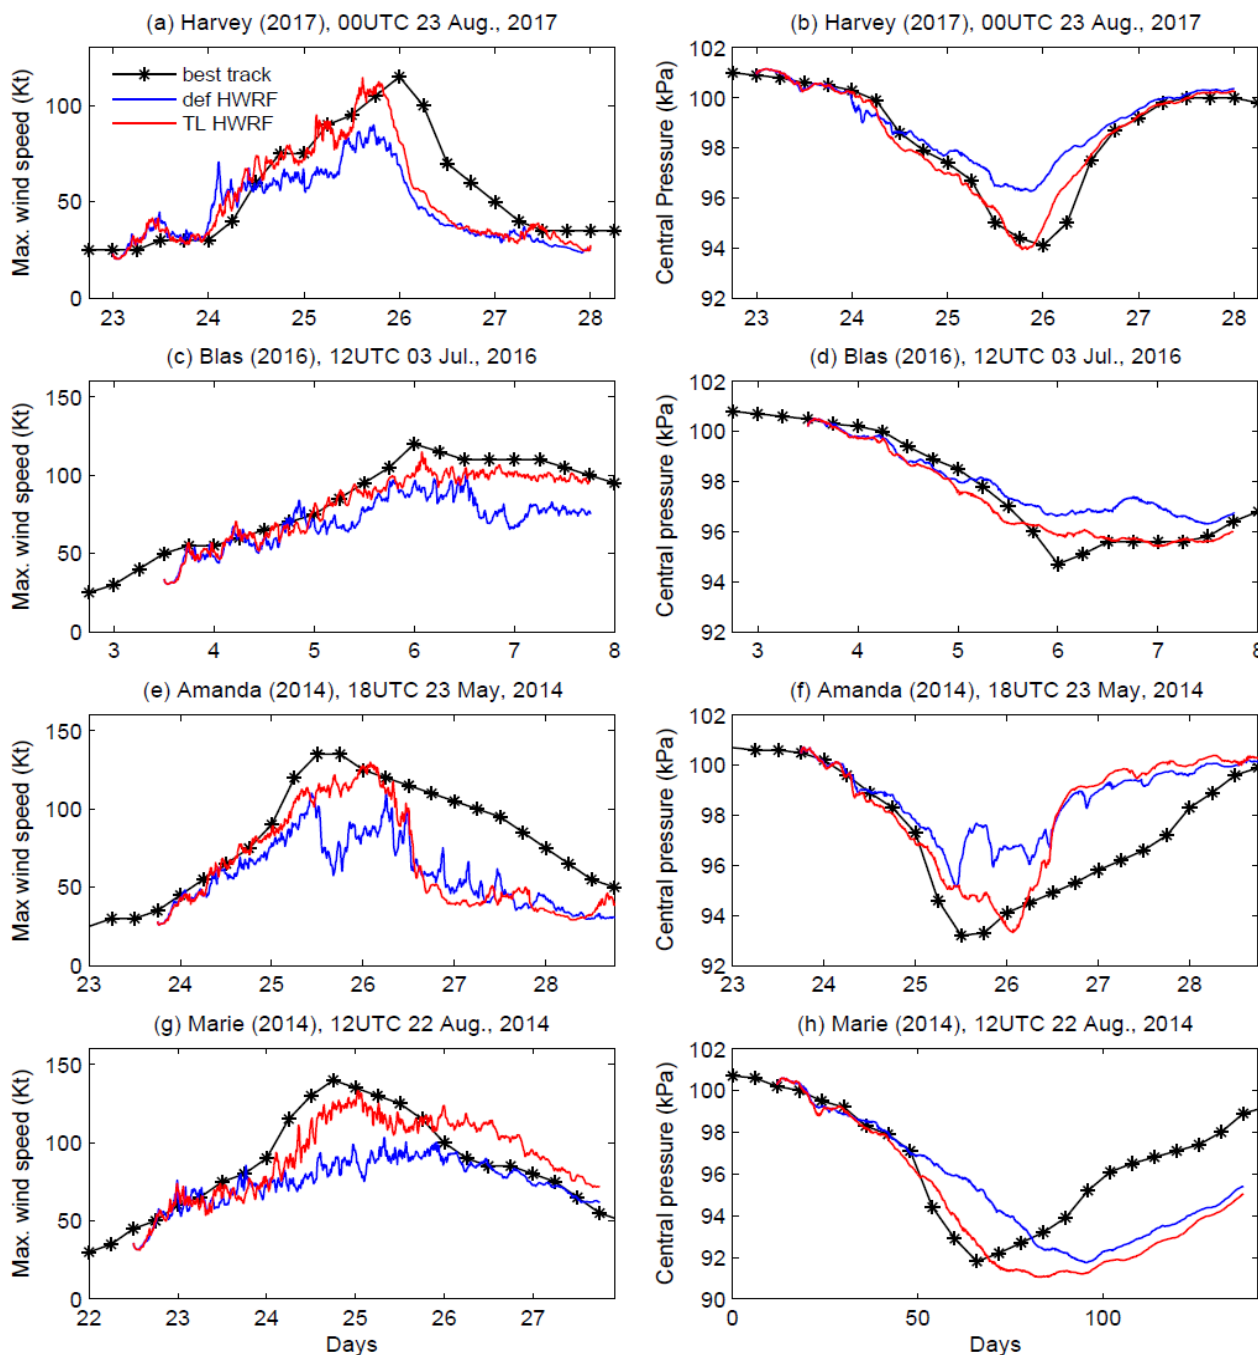 (a) Harvey (2017), 00UTC 23 Aug., 2017
Max. wind speed (Kt)
100
50
0
best track
def HWRF
TL HWRF
23 24 25 26 27 28
(b) Harvey (2017), 00UTC 23 Aug., 2017
Central Pressure (kPa)
102
100
98
96
94
92
23 24 25 26 27 28
(c) Blas (2016), 12UTC 03 Jul., 2016
Max. wind speed (Kt)
150
100
50
0
3 4 5 6 7 8
(d) Blas (2016), 12UTC 03 Jul., 2016
Central pressure (kPa)
102
100
98
96
94
92
3 4 5 6 7 8
(e) Amanda (2014), 18UTC 23 May, 2014
Max wind speed (Kt)
150
100
50
0
23 24 25 26 27 28
(f) Amanda (2014), 18UTC 23 May, 2014
Central pressure (kPa)
102
100
98
96
94
92
23 24 25 26 27 28
(g) Marie (2014), 12UTC 22 Aug., 2014
Max. wind speed (Kt)
150
100
50
0
22 23 24 25 26 27
Days
(h) Marie (2014), 12UTC 22 Aug., 2014
Central pressure (kPa)
102
100
98
96
94
92
90
0 50 100
Days